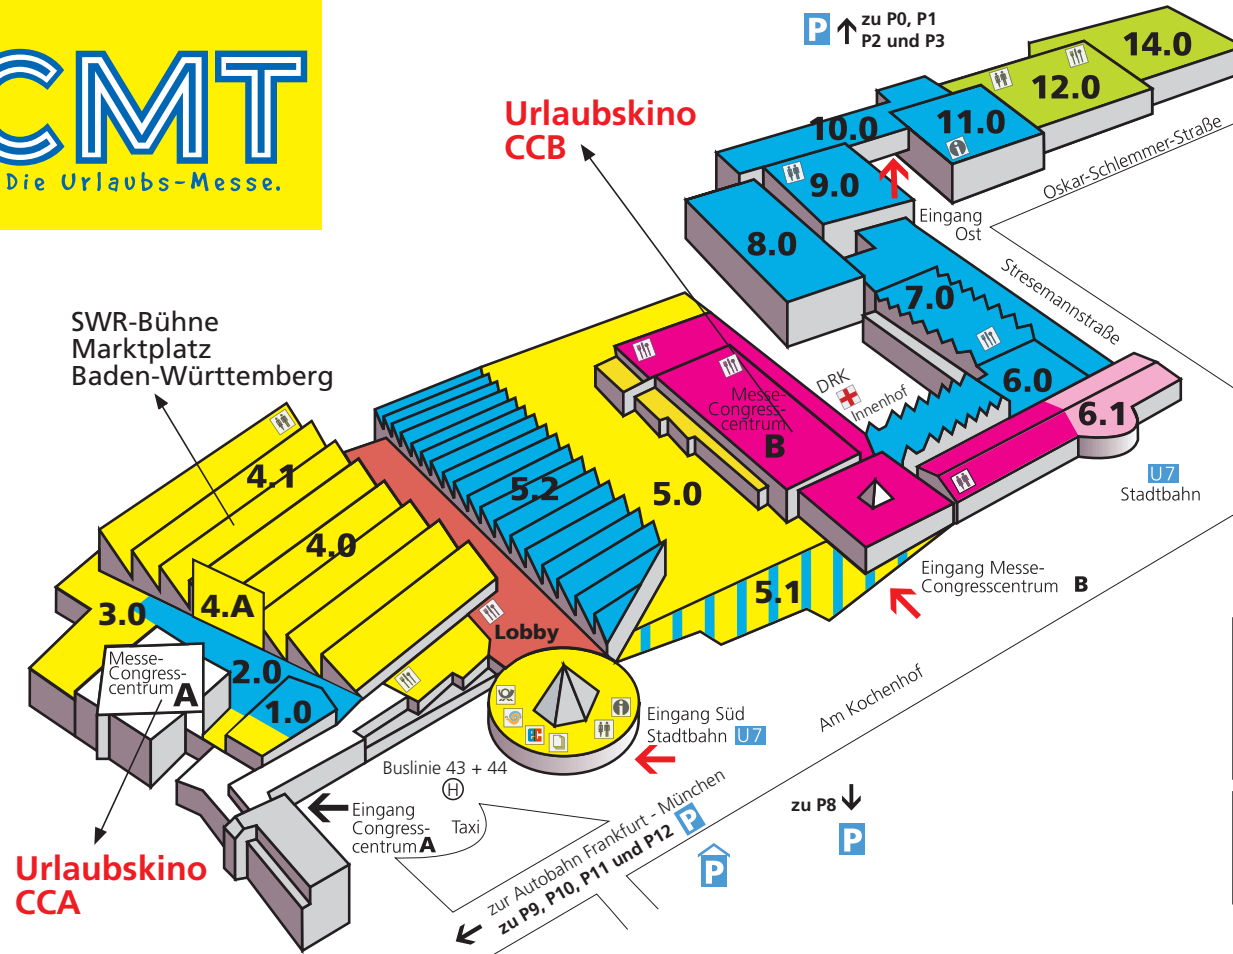 CMT
Die Urlaubs-Messe.
P
zu P0, P1
P2 und P3
14.0
12.0
11.0
10.0
9.0
8.0
7.0
6.0
6.1
Oskar-Schlemmer-Straße
Eingang
Ost
Stresemannstraße
Urlaubskino
CCB
SWR-Bühne
Marktplatz
Baden-Württemberg
DRK
Innenhof
Messe-
Congress-
centrum
B
U7
Stadtbahn
4.1
4.0
4.A
5.2
5.0
5.1
Eingang Messe-
Congresscentrum B
3.0
2.0
1.0
Lobby
Messe-
Congress-
centrum A
EC
Eingang Süd
Stadtbahn U7
Am Kochenhof
Buslinie 43 + 44
H
Taxi
Eingang
Congress-
centrum A
zur Autobahn Frankfurt - München
zu P9, P10, P11 und P12 P
P
zu P8
P
Urlaubskino
CCA